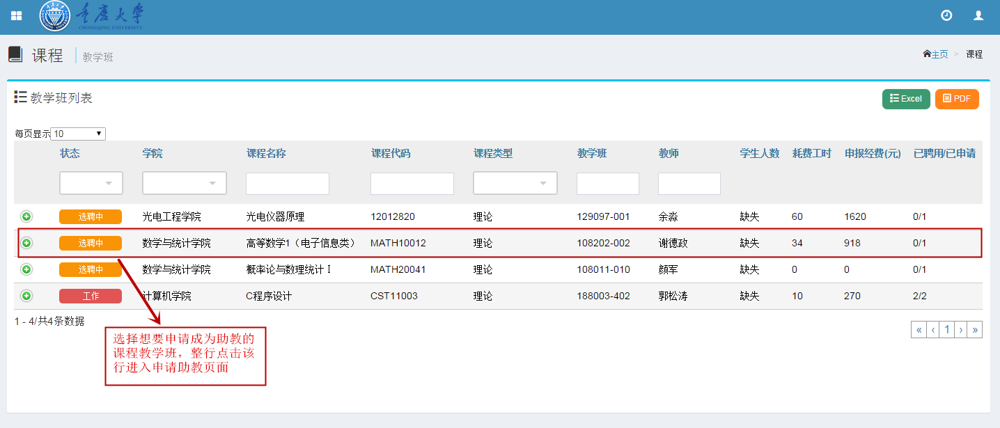 重庆大学
CHONGQING UNIVERSITY
课程 教学班
主页 > 课程
教学班列表
Excel PDF
每页显示 10
状态 学院 课程名称 课程代码 课程类型 教学班 教师 学生人数 耗费工时 申报经费(元) 已聘用/已申请
选聘中 光电工程学院 光电仪器原理 12012820 理论 129097-001 余淼 缺失 60 1620 0/1
选聘中 数学与统计学院 高等数学1（电子信息类） MATH10012 理论 108202-002 谢德政 缺失 34 918 0/1
选聘中 数学与统计学院 概率论与数理统计Ⅰ MATH20041 理论 108011-010 颜军 缺失 0 0 0/1
工作 计算机学院 C程序设计 CST11003 理论 188003-402 郭松涛 缺失 10 270 2/2
1 - 4/共4条数据
« ‹ 1 › »
选择想要申请成为助教的
课程教学班，整行点击该
行进入申请助教页面